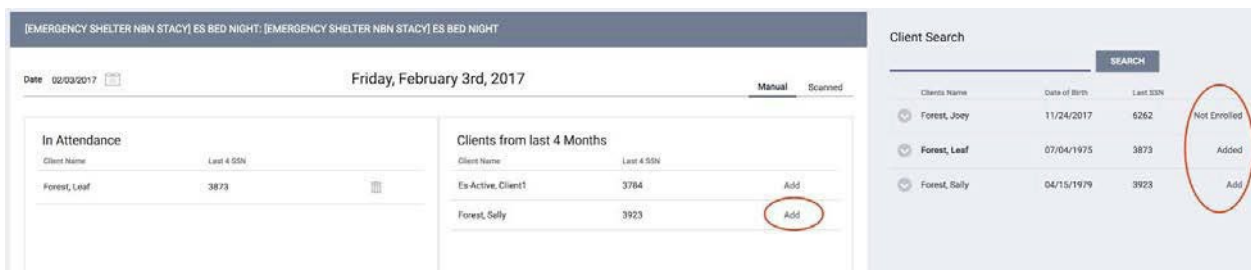 [EMERGENCY SHELTER NBN STACY] ES BED NIGHT: [EMERGENCY SHELTER NBN STACY] ES BED NIGHT
Date 02/03/2017
Friday, February 3rd, 2017
Manual Scanned
In Attendance
Client Name Last 4 SSN
Forest, Leaf 3873
Clients from last 4 Months
Client Name Last 4 SSN
Es-Active, Client1 3784 Add
Forest, Sally 3923 Add
Client Search
SEARCH
Clients Name Date of Birth Last SSN
Forest, Joey 11/24/2017 6262 Not Enrolled
Forest, Leaf 07/04/1975 3873 Added
Forest, Sally 04/15/1979 3923 Add